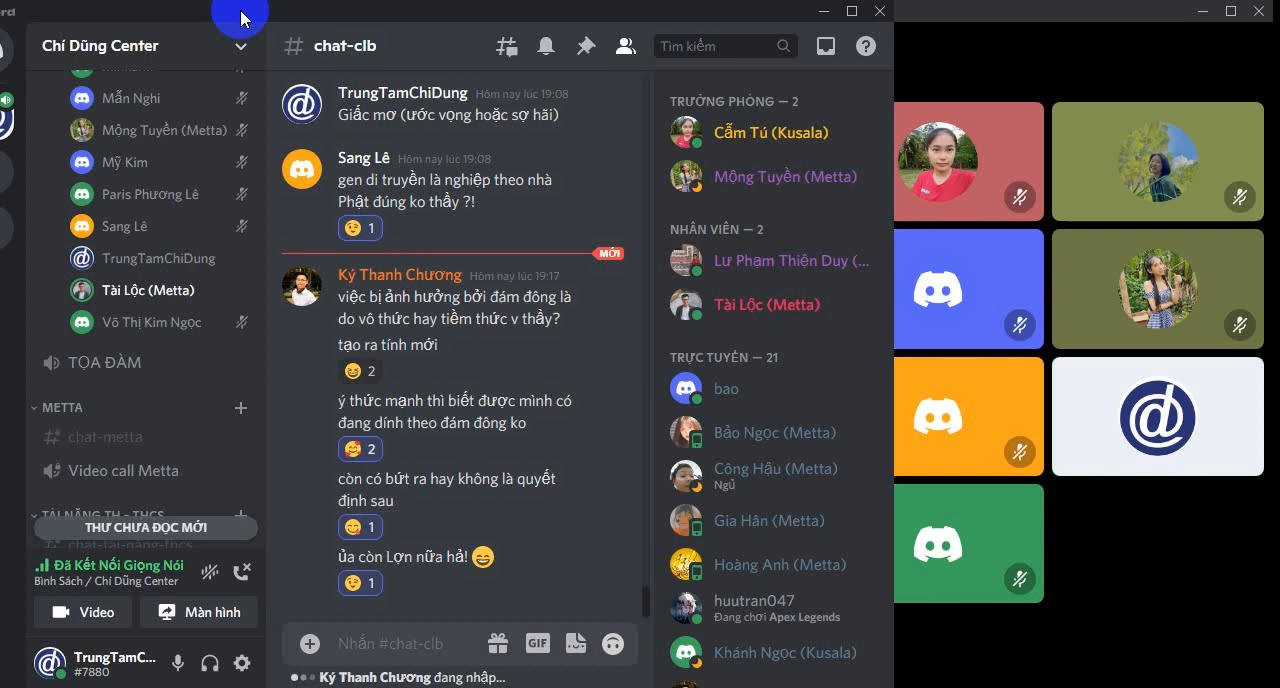 ord
Chí Dũng Center
Mẫn Nghi
Mộng Tuyền (Metta)
Mỹ Kim
Paris Phương Lê
Sang Lê
TrungTamChiDung
Tài Lộc (Metta)
Võ Thị Kim Ngọc
TỌA ĐÀM
METTA
chat-metta
Video call Metta
TÀI NĂNG TH - THCS
THƯ CHƯA ĐỌC MỚI
chat-tai-năng-thcs
Đã Kết Nối Giọng Nói
Bình Sách / Chí Dũng Center
Video
Màn hình
TrungTamC...
#7880
chat-clb
Tìm kiếm
TrungTamChiDung Hôm nay lúc 19:08
Giấc mơ (ước vọng hoặc sợ hãi)
Sang Lê Hôm nay lúc 19:08
gen di truyền là nghiệp theo nhà
Phật đúng ko thầy ?!
1
MỚI
Ký Thanh Chương Hôm nay lúc 19:17
việc bị ảnh hưởng bởi đám đông là
do vô thức hay tiềm thức v thầy?
tạo ra tính mới
2
ý thức mạnh thì biết được mình có
đang dính theo đám đông ko
2
còn có bứt ra hay không là quyết
định sau
1
ủa còn Lợn nữa hả!
1
Nhắn #chat-clb
GIF
Ký Thanh Chương đang nhập...
TRƯỞNG PHÒNG — 2
Cẩm Tú (Kusala)
Mộng Tuyền (Metta)
NHÂN VIÊN — 2
Lư Phạm Thiện Duy (...
Tài Lộc (Metta)
TRỰC TUYẾN — 21
bao
Bảo Ngọc (Metta)
Công Hậu (Metta)
Ngủ
Gia Hân (Metta)
Hoàng Anh (Metta)
huutran047
Đang chơi Apex Legends
Khánh Ngọc (Kusala)